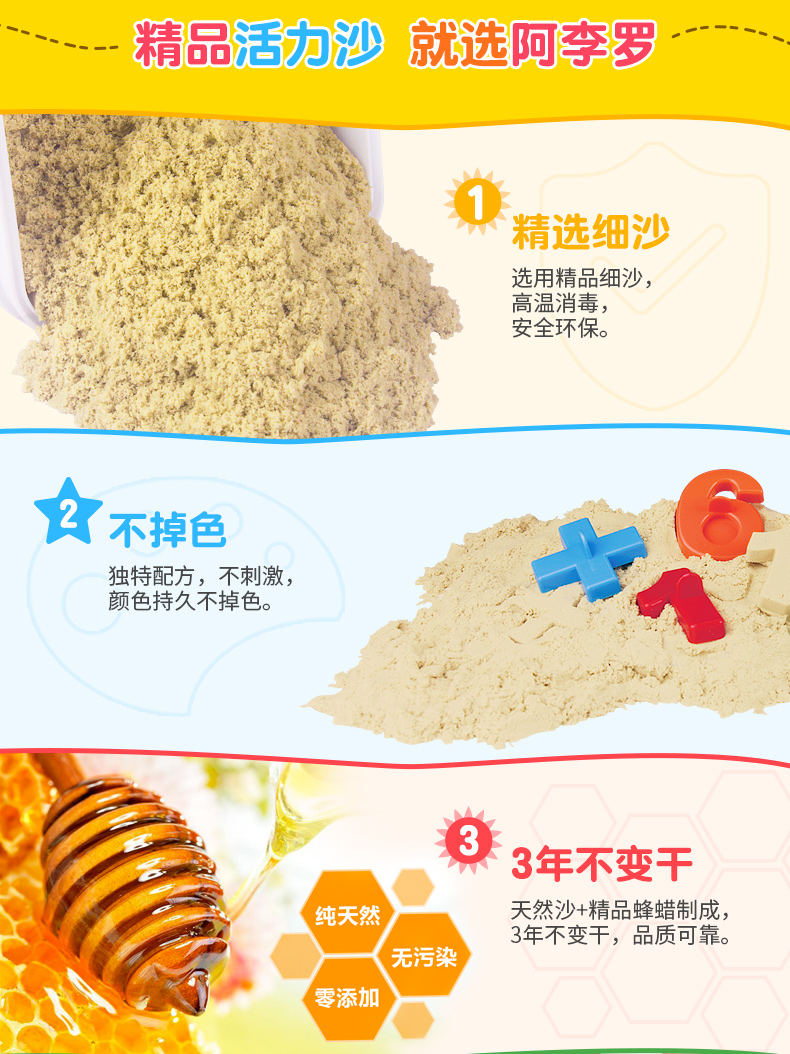 精品活力沙 就选阿李罗
1
精选细沙
选用精品细沙，
高温消毒，
安全环保。
2
不掉色
独特配方，不刺激，
颜色持久不掉色。
6
1
3
3年不变干
天然沙+精品蜂蜡制成，
3年不变干，品质可靠。
纯天然
无污染
零添加